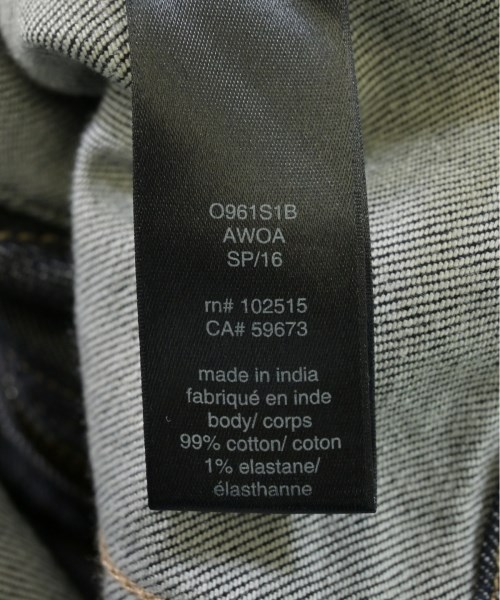 O961S1B
AWOA
SP/16
rn# 102515
CA# 59673
made in india
fabriqué en inde
body/ corps
99% cotton/ coton
1% elastane/
élasthanne